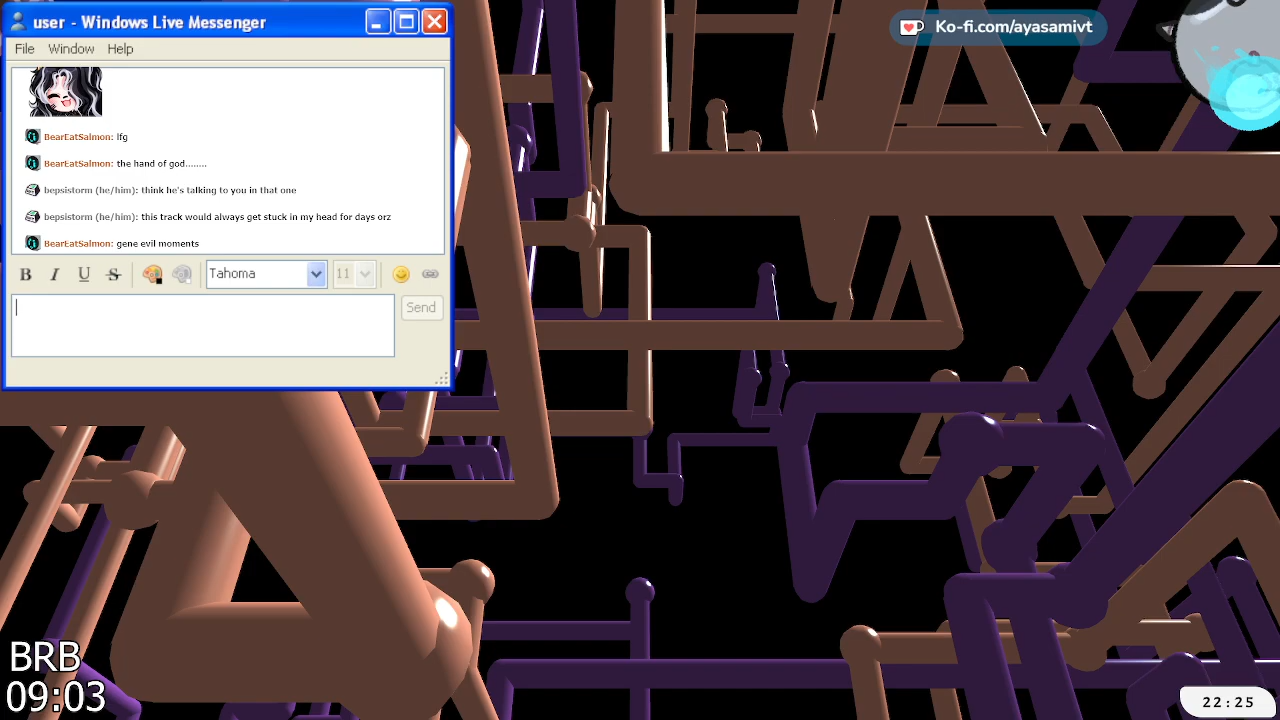 user - Windows Live Messenger
Ko-fi.com/ayasamivt
File Window Help
BearEatSalmon: lfg
BearEatSalmon: the hand of god........
bepsistorm (he/him): think he's talking to you in that one
bepsistorm (he/him): this track would always get stuck in my head for days orz
BearEatSalmon: gene evil moments
B I U S Tahoma 11
Send
BRB
09:03
22:25